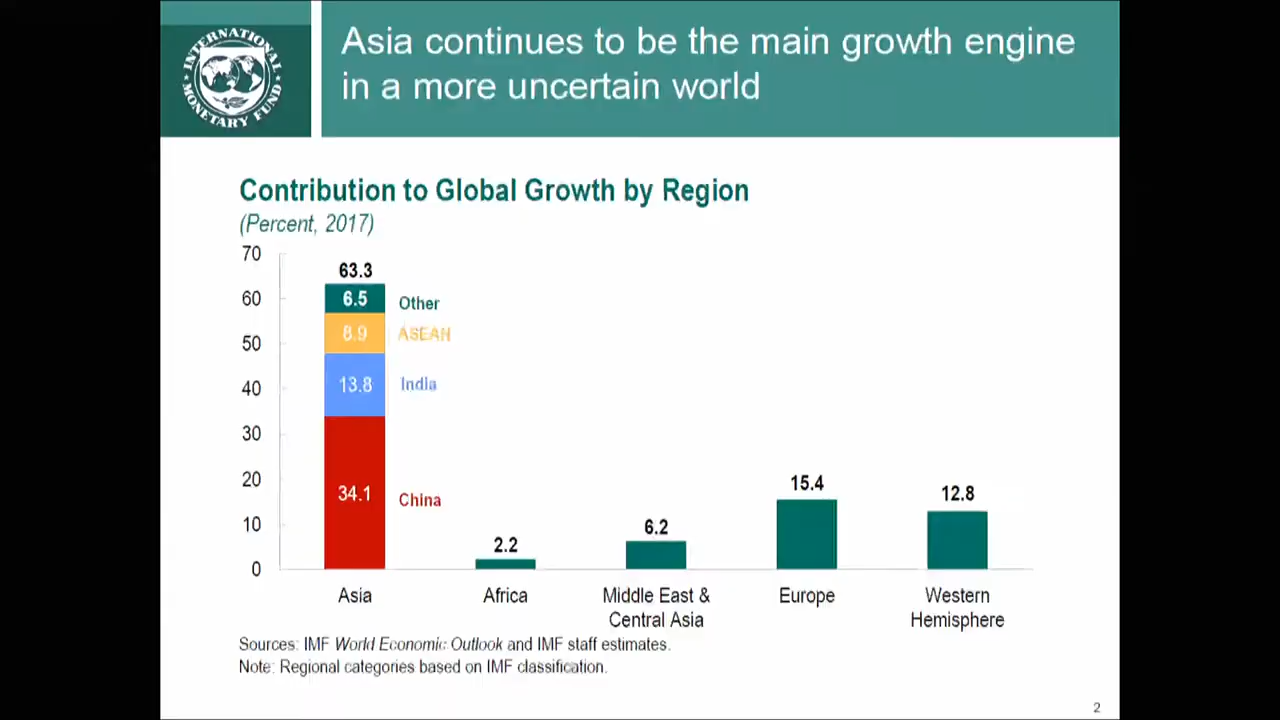 INTERNATIONAL
MONETARY FUND
Asia continues to be the main growth engine
in a more uncertain world
Contribution to Global Growth by Region
(Percent, 2017)
70
60
50
40
30
20
10
0
63.3
6.5 Other
8.9 ASEAN
13.8 India
34.1 China
2.2
6.2
15.4
12.8
Asia
Africa
Middle East &
Central Asia
Europe
Western
Hemisphere
Sources: IMF World Economic Outlook and IMF staff estimates.
Note: Regional categories based on IMF classification.
2